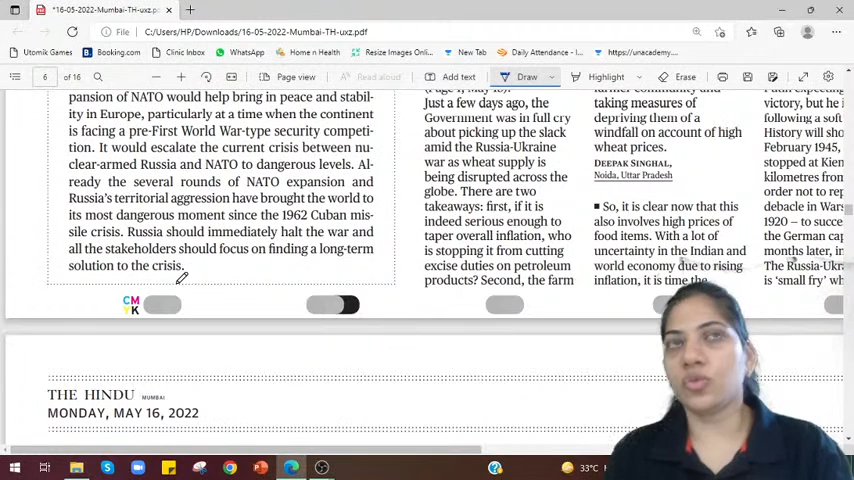 *16-05-2022-Mumbai-TH-uxz.pdf
File
C:/Users/HP/Downloads/16-05-2022-Mumbai-TH-uxz.pdf
Utomik Games
Booking.com
Clinic Inbox
WhatsApp
Home n Health
Resize Images Onl...
New Tab
Daily Attendance - I...
https://unacademy....
6 of 16
Page view
Read aloud
Add text
Draw
Highlight
Erase
pansion of NATO would help bring in peace and stabil-
ity in Europe, particularly at a time when the continent
is facing a pre-First World War-type security competi-
tion. It would escalate the current crisis between nu-
clear-armed Russia and NATO to dangerous levels. Al-
ready the several rounds of NATO expansion and
Russia's territorial aggression have brought the world to
its most dangerous moment since the 1962 Cuban mis-
sile crisis. Russia should immediately halt the war and
all the stakeholders should focus on finding a long-term
solution to the crisis.
Just a few days ago, the
Government was in full cry
about picking up the slack
amid the Russia-Ukraine
war as wheat supply is
being disrupted across the
globe. There are two
takeaways: first, if it is
indeed serious enough to
taper overall inflation, who
is stopping it from cutting
excise duties on petroleum
products? Second, the farm
taking measures of
depriving them of a
windfall on account of high
wheat prices.
DEEPAK SINGHAL,
Noida, Uttar Pradesh
■ So, it is clear now that this
also involves high prices of
food items. With a lot of
uncertainty in the Indian and
world economy due to rising
inflation, it is time the
victory, but he i
following a soft
History will sho
February 1945,
stopped at Kien
kilometres from
order not to rep
debacle outside
1920 – to succe
the German cap
months later, in
The Russia-Ukr
is 'small fry' wh
CM
YK
THE HINDU MUMBAI
MONDAY, MAY 16, 2022
33°C